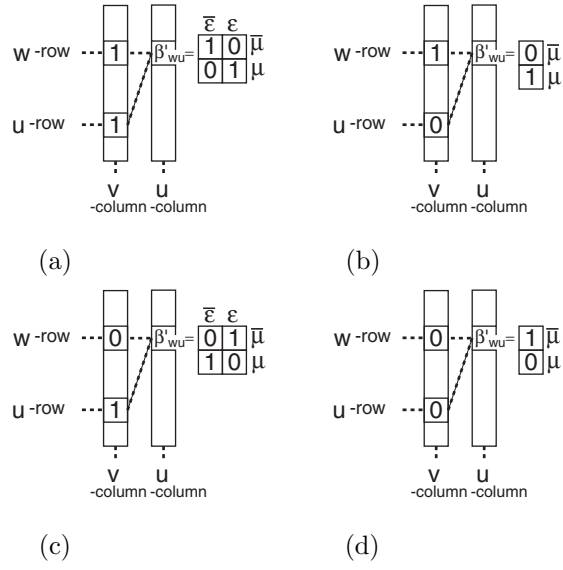 ε̅ ε
w -row 1 β'wu= 1 0 μ̅
0 1 μ
u -row 1
v u
-column -column
(a)
w -row 1 β'wu= 0 μ̅
1 μ
u -row 0
v u
-column -column
(b)
ε̅ ε
w -row 0 β'wu= 0 1 μ̅
1 0 μ
u -row 1
v u
-column -column
(c)
w -row 0 β'wu= 1 μ̅
0 μ
u -row 0
v u
-column -column
(d)